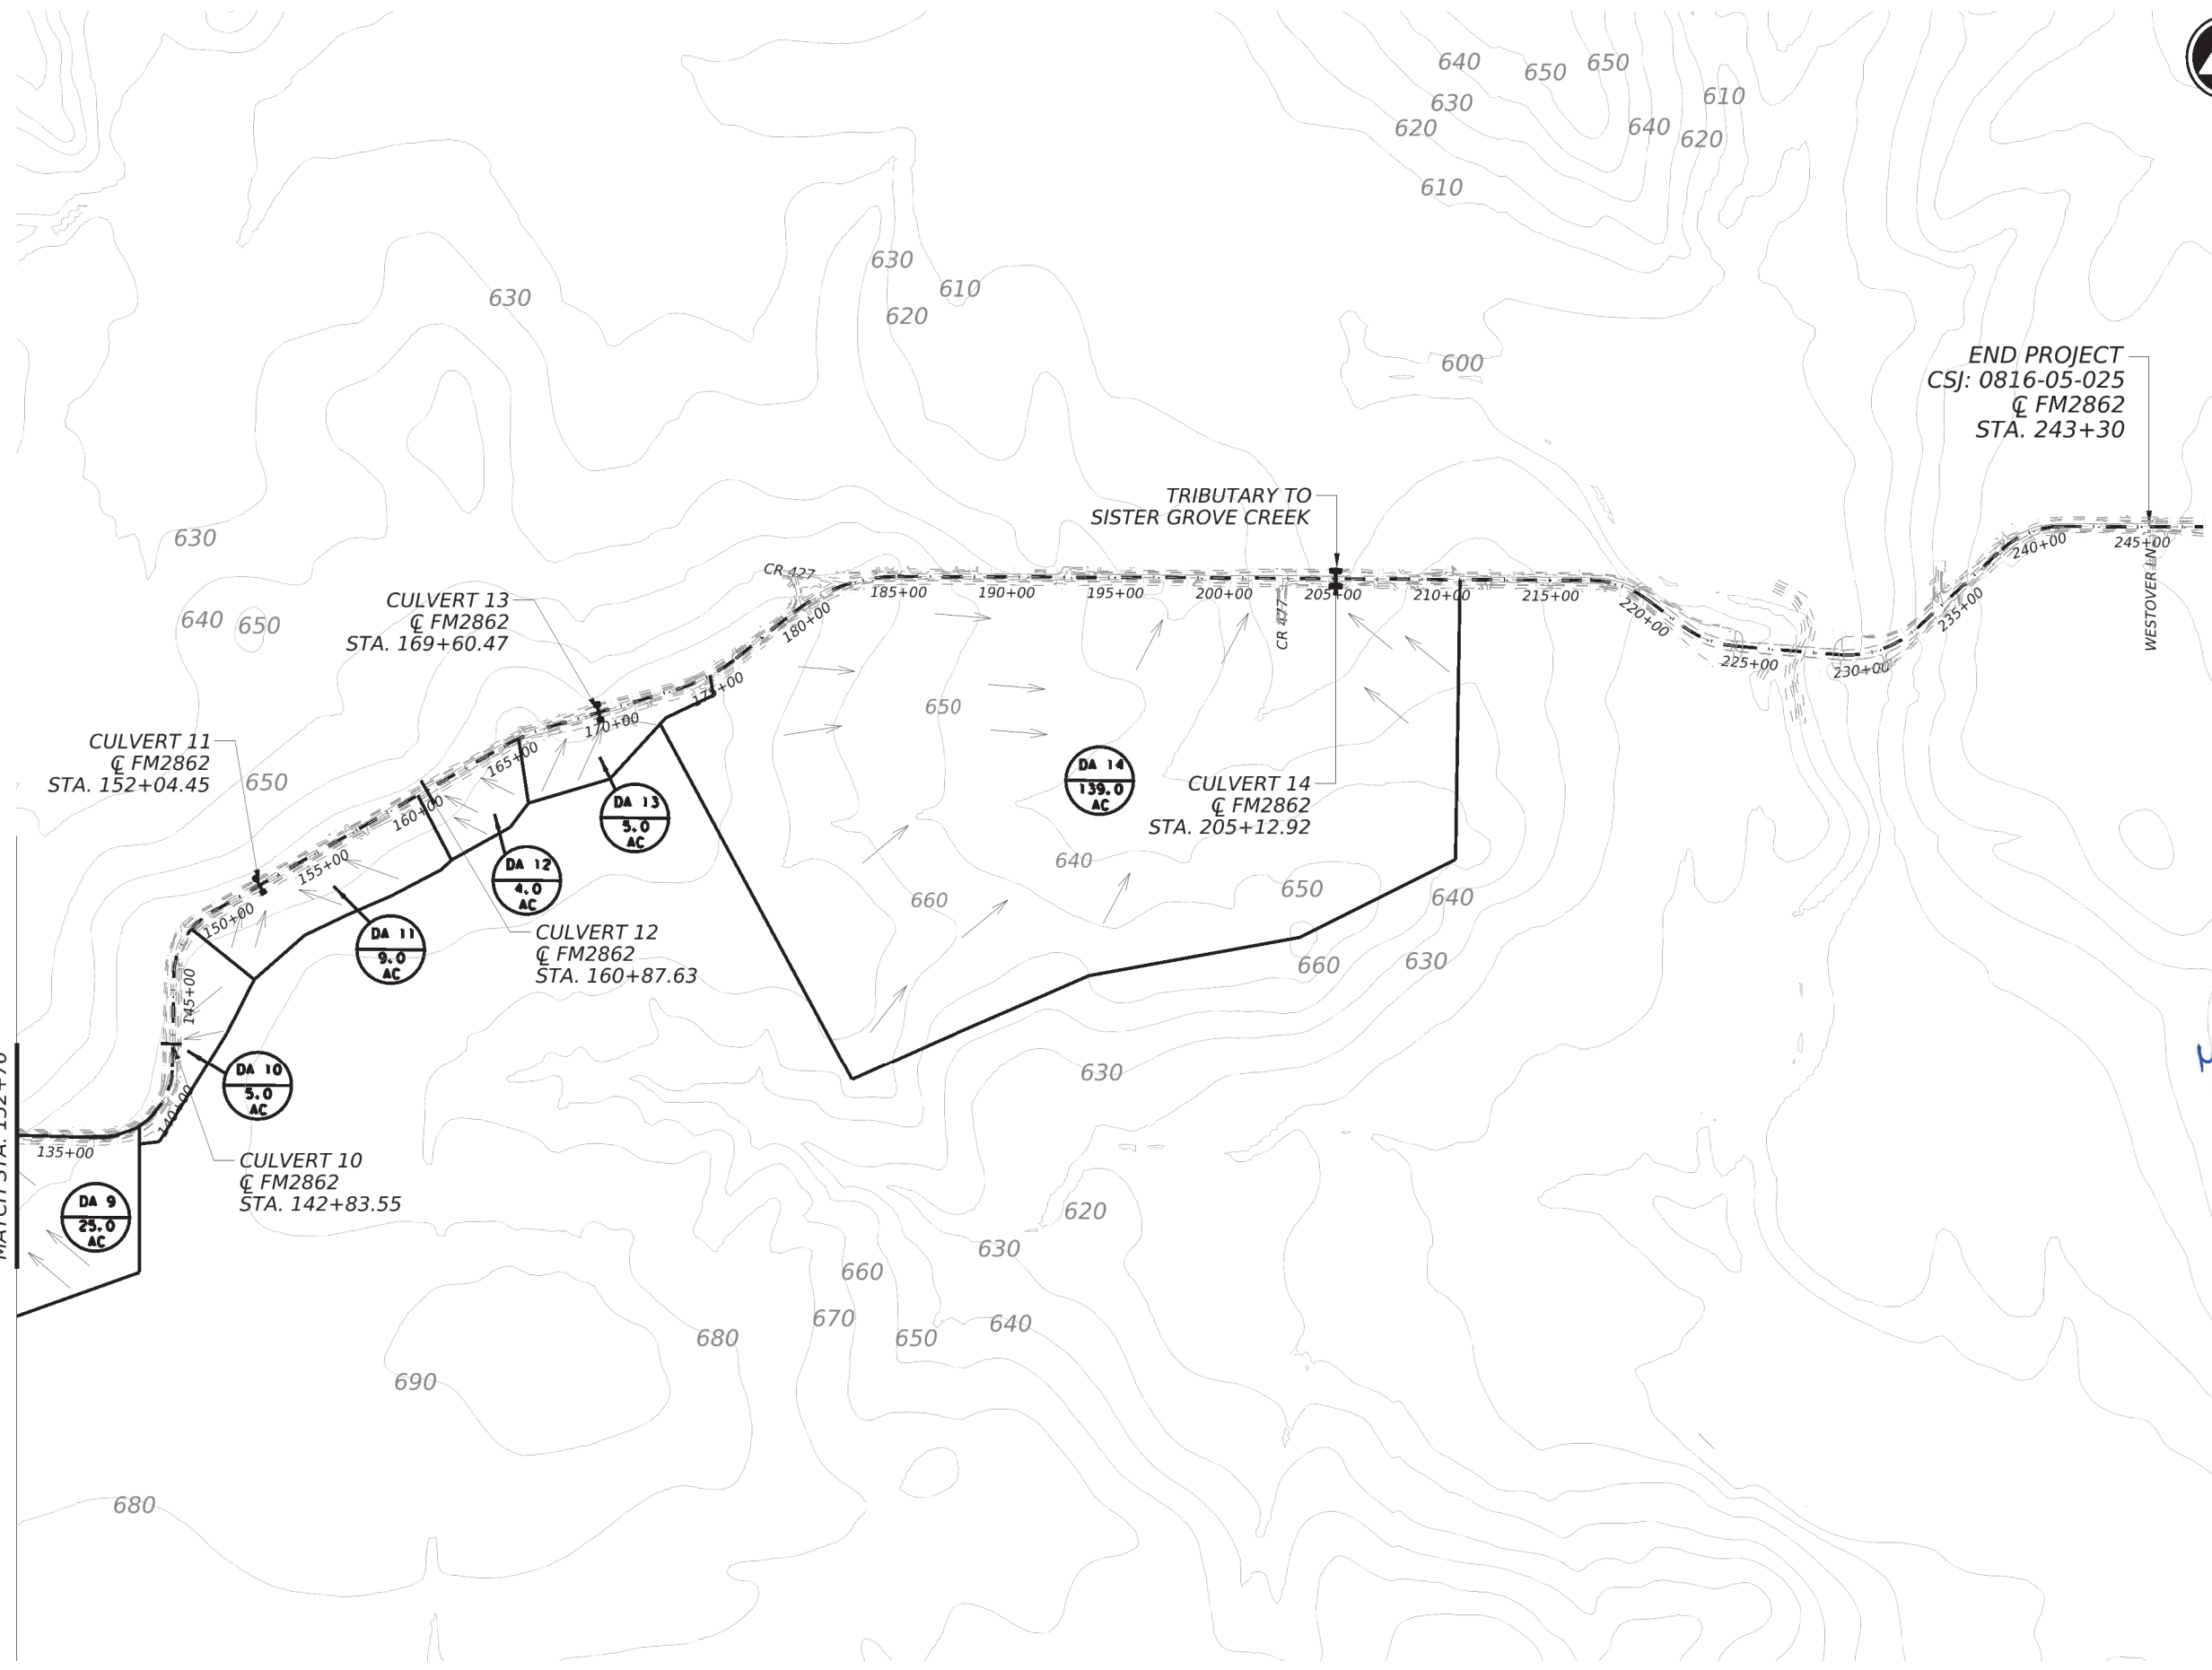 640
650
650
630
610
620
640
620
610
630
610
630
620
600
END PROJECT
CSJ: 0816-05-025
℄ FM2862
STA. 243+30
TRIBUTARY TO
SISTER GROVE CREEK
630
240+00
245+00
WESTOVER LN
CR 427
185+00
190+00
195+00
200+00
205+00
210+00
215+00
220+00
225+00
230+00
235+00
CR 477
180+00
CULVERT 13
℄ FM2862
STA. 169+60.47
640
650
175+00
170+00
165+00
160+00
155+00
150+00
145+00
140+00
135+00
CULVERT 11
℄ FM2862
STA. 152+04.45
650
650
DA 14
139.0
AC
CULVERT 14
℄ FM2862
STA. 205+12.92
DA 13
5.0
AC
640
DA 12
4.0
AC
650
640
660
DA 11
9.0
AC
CULVERT 12
℄ FM2862
STA. 160+87.63
660
630
DA 10
5.0
AC
630
CULVERT 10
℄ FM2862
STA. 142+83.55
DA 9
25.0
AC
620
630
660
670
680
650
640
690
680